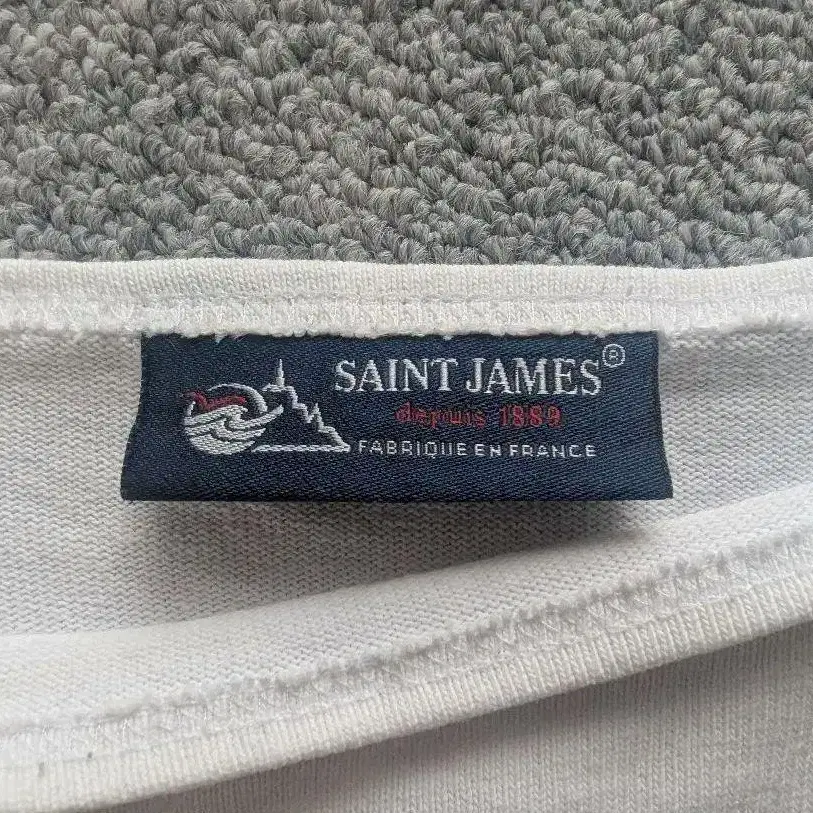 SAINT JAMES®
depuis 1889
FABRIQUE EN FRANCE